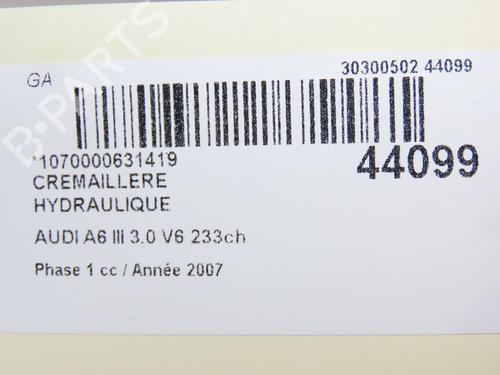 GA
30300502 44099
*1070000631419
44099
CREMAILLERE
HYDRAULIQUE
AUDI A6 III 3.0 V6 233ch
Phase 1 cc / Année 2007
B-PARTS